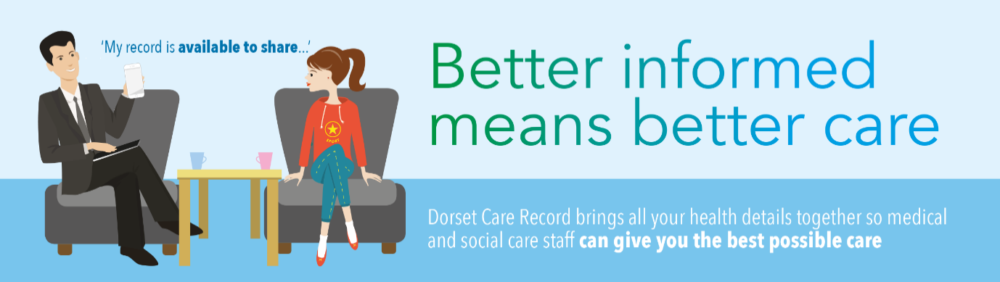 ‘My record is available to share...’
Better informed
means better care
SPORT
Dorset Care Record brings all your health details together so medical
and social care staff can give you the best possible care